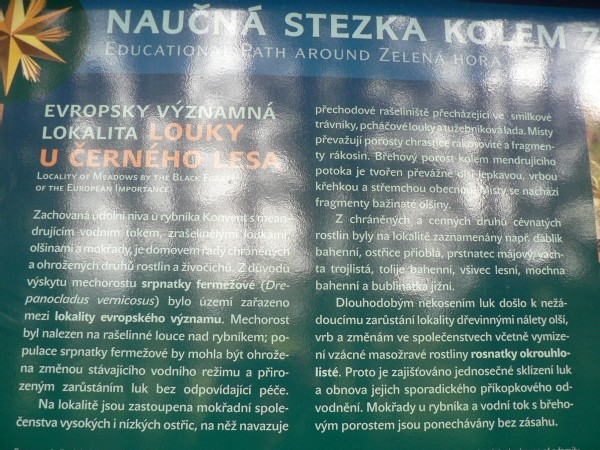 NAUČNÁ STEZKA KOLEM Z
EDUCATIONAL PATH AROUND ZELENÁ HORA
EVROPSKY VÝZNAMNÁ
LOKALITA LOUKY
U ČERNÉHO LESA
LOCALITY OF MEADOWS BY THE BLACK FOREST
OF THE EUROPEAN IMPORTANCE
Zachovaná údolní niva u rybníka Konvent s mean-
drujícím vodním tokem, zrašelinělými loukami,
olšinami a mokřady, je domovem řady chráněných
a ohrožených druhů rostlin a živočichů. Z důvodu
výskytu mechorostu srpnatky fermežové (Dre-
panocladus vernicosus) bylo území zařazeno
mezi lokality evropského významu. Mechorost
byl nalezen na rašelinné louce nad rybníkem; po-
pulace srpnatky fermežové by mohla být ohrože-
na změnou stávajícího vodního režimu a přiro-
zeným zarůstáním luk bez odpovídající péče.
Na lokalitě jsou zastoupena mokřadní spole-
čenstva vysokých i nízkých ostřic, na něž navazuje
přechodové rašeliniště přecházející ve smilkové
trávníky, pcháčové louky a tužebníková lada. Místy
převažují porosty chrastice rákosovité a fragmen-
ty rákosin. Břehový porost kolem mendrujícího
potoka je tvořen převážně olší lepkavou, vrbou
křehkou a střemchou obecnou. Místy se nachází
fragmenty bažinaté olšiny.
Z chráněných a cenných druhů cévnatých
rostlin byly na lokalitě zaznamenány např. ďáblík
bahenní, ostřice přioblá, prstnatec májový, vach-
ta trojlistá, tolije bahenní, všivec lesní, mochna
bahenní a bublinatka jižní.
Dlouhodobým nekosením luk došlo k nežá-
doucímu zarůstání lokality dřevinnými nálety olší,
vrb a změnám ve společenstvech včetně vymize-
ní vzácné masožravé rostliny rosnatky okrouhlo-
listé. Proto je zajišťováno jednosečné sklízení luk
a obnova jejich sporadického příkopkového od-
vodnění. Mokřady u rybníka a vodní tok s břeho-
vým porostem jsou ponechávány bez zásahu.